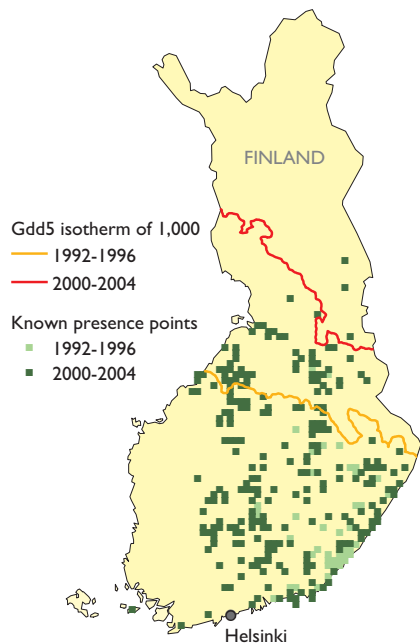 FINLAND
Gdd5 isotherm of 1,000
1992-1996
2000-2004
Known presence points
1992-1996
2000-2004
Helsinki